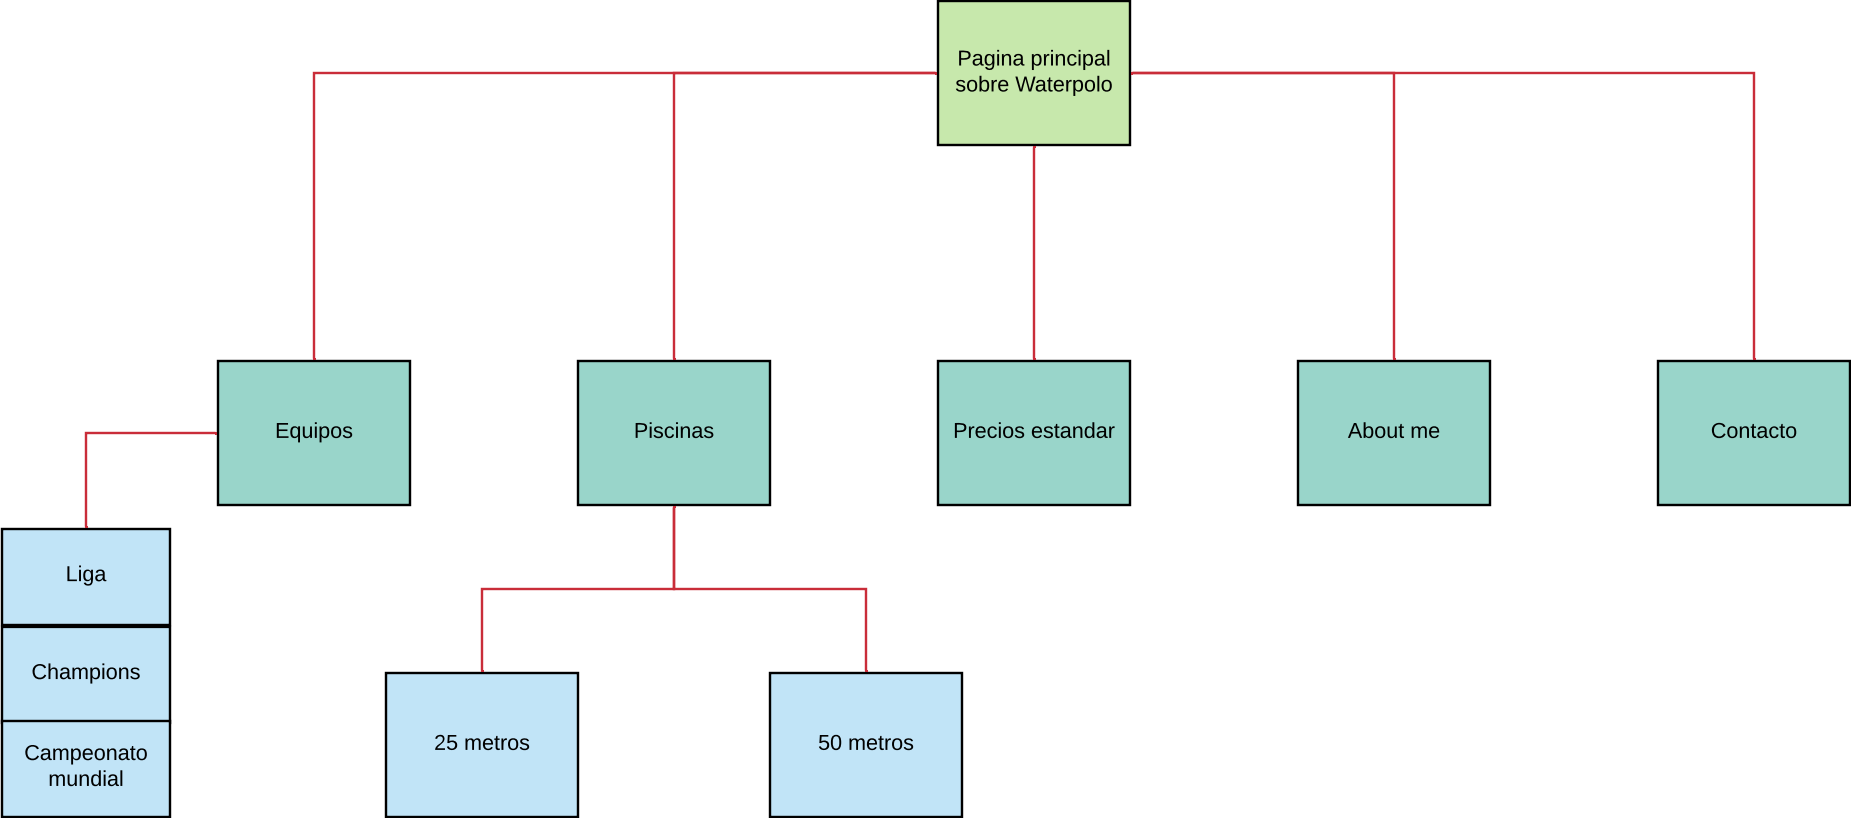 Pagina principal
sobre Waterpolo
Equipos
Piscinas
Precios estandar
About me
Contacto
Liga
Champions
Campeonato
mundial
25 metros
50 metros